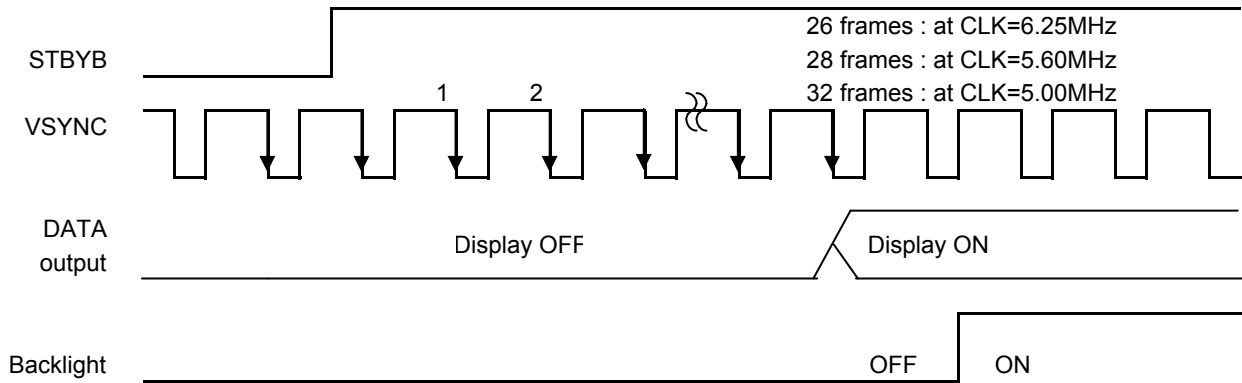 26 frames : at CLK=6.25MHz
STBYB
28 frames : at CLK=5.60MHz
1 2
32 frames : at CLK=5.00MHz
VSYNC
DATA
output
Display OFF
Display ON
Backlight
OFF
ON